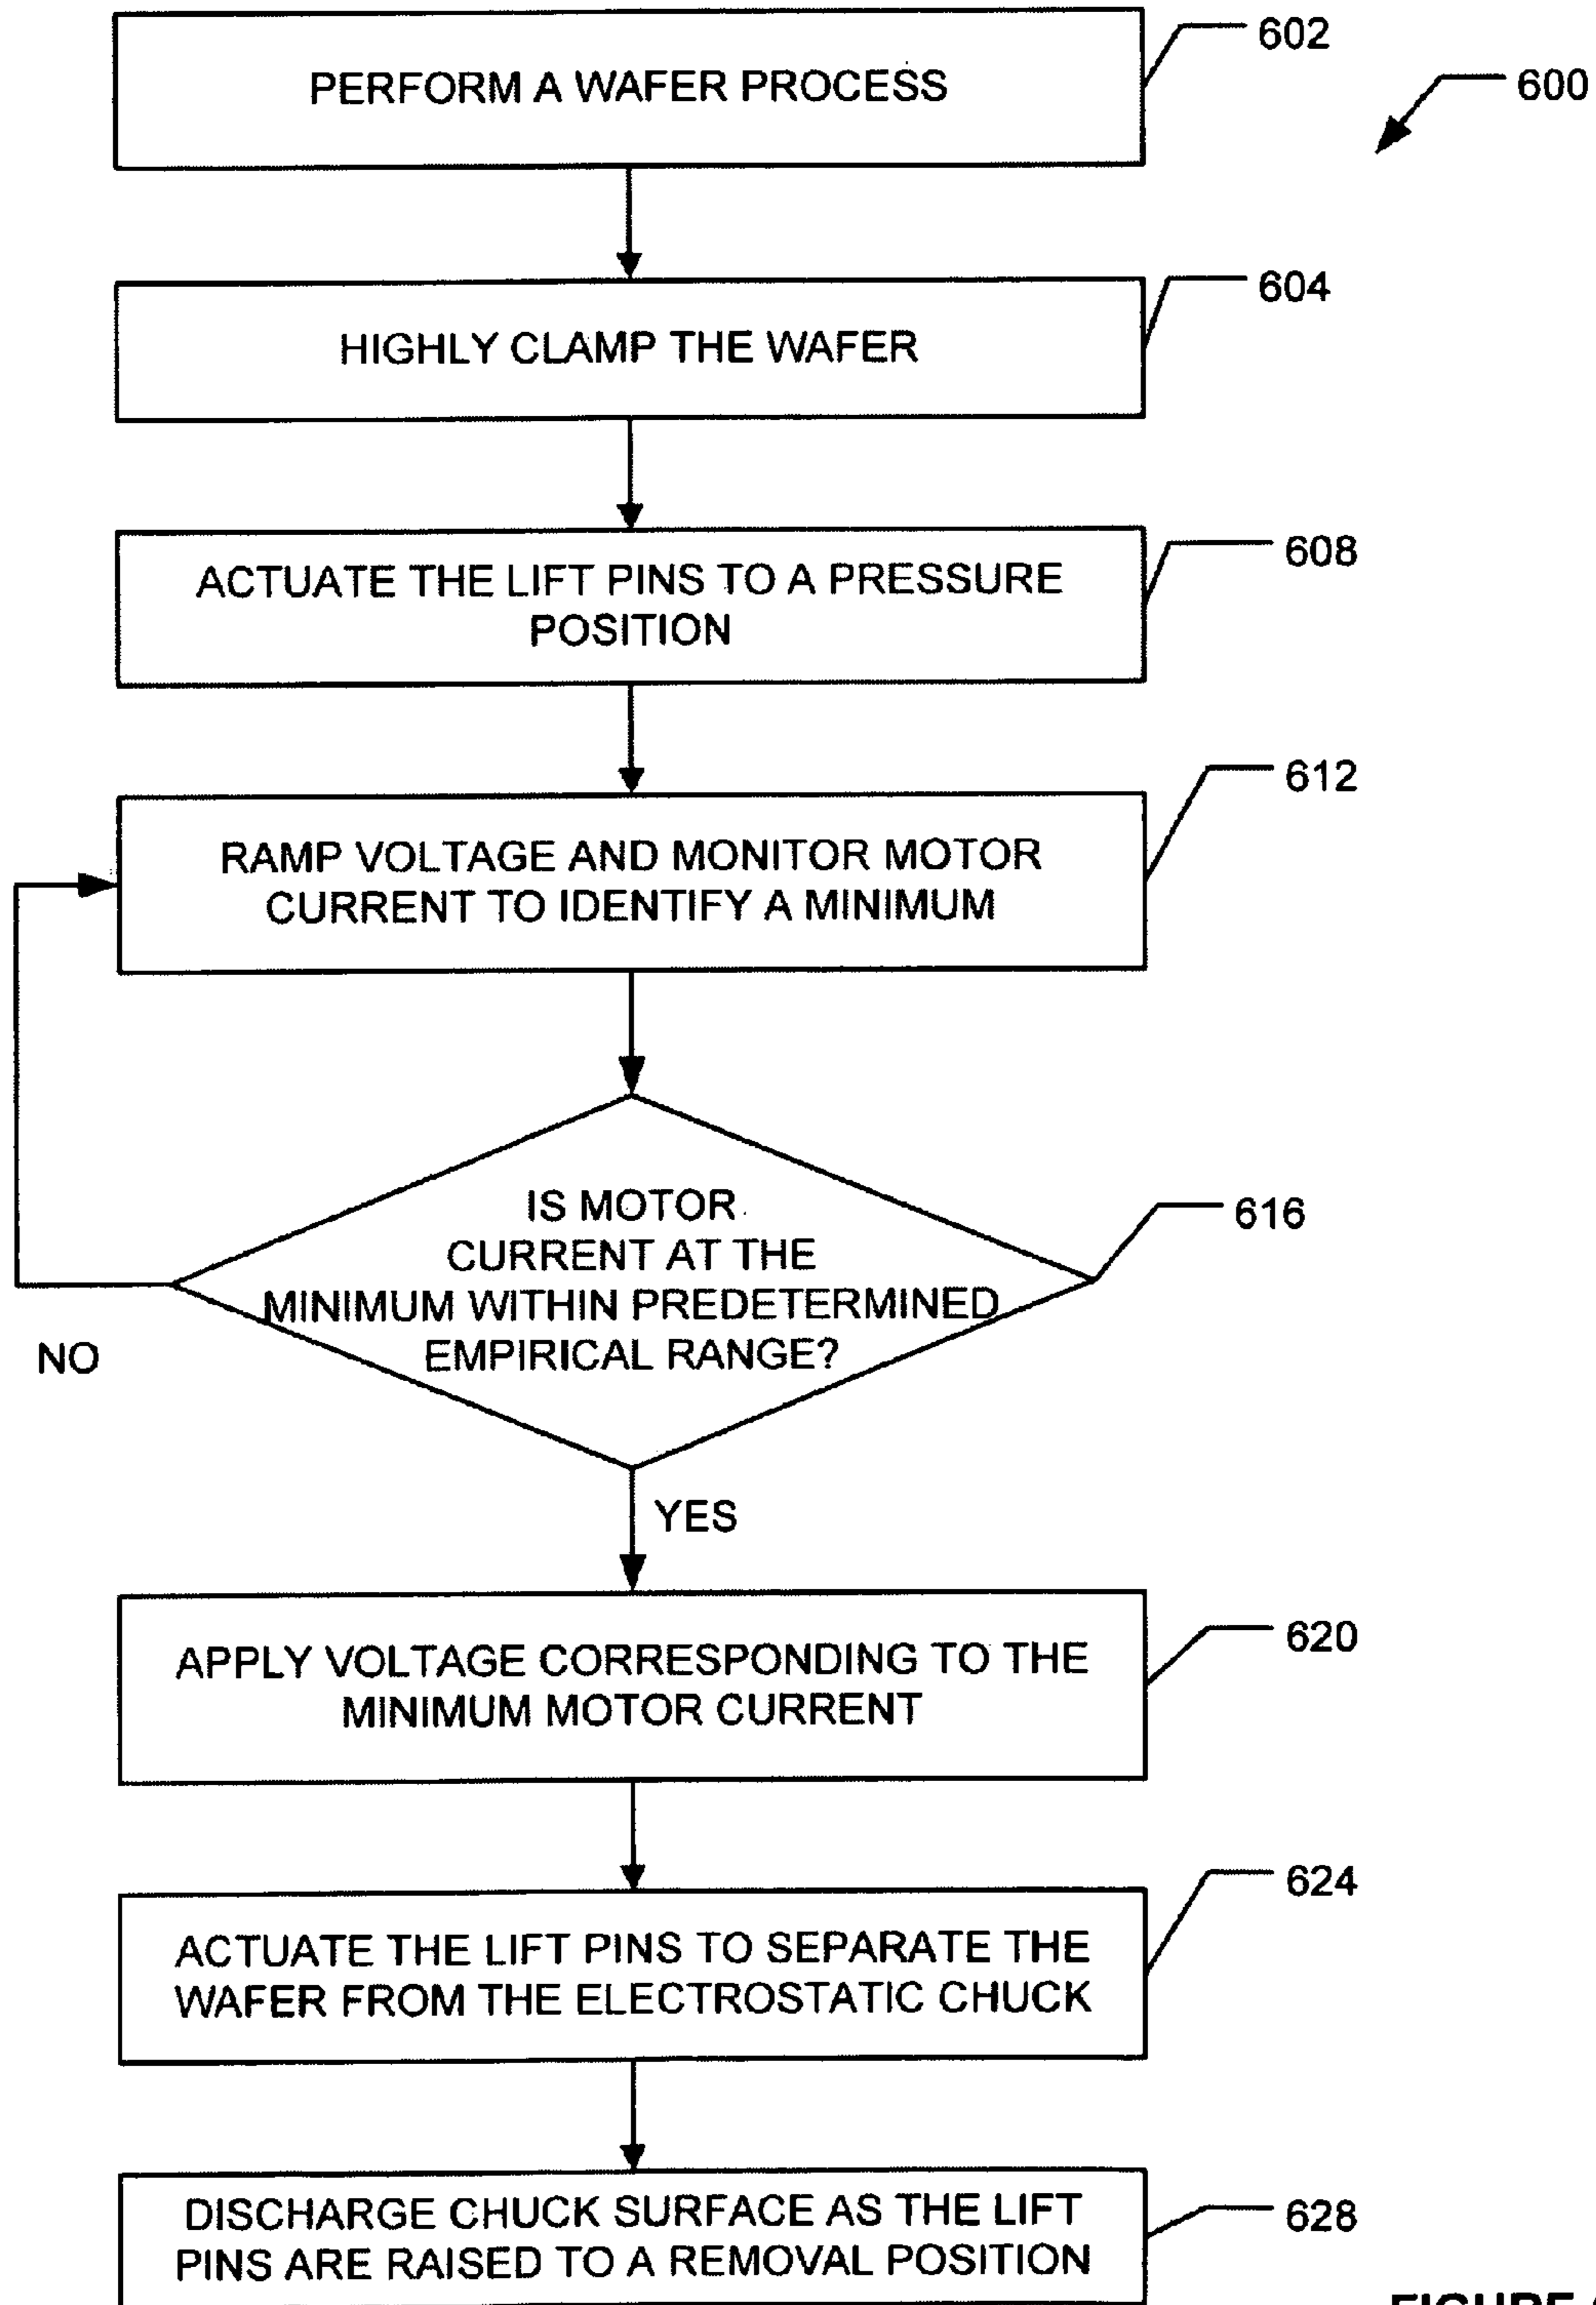 PERFORM A WAFER PROCESS
602
600
HIGHLY CLAMP THE WAFER
604
ACTUATE THE LIFT PINS TO A PRESSURE
POSITION
608
RAMP VOLTAGE AND MONITOR MOTOR
CURRENT TO IDENTIFY A MINIMUM
612
IS MOTOR
CURRENT AT THE
MINIMUM WITHIN PREDETERMINED
EMPIRICAL RANGE?
616
NO
YES
APPLY VOLTAGE CORRESPONDING TO THE
MINIMUM MOTOR CURRENT
620
ACTUATE THE LIFT PINS TO SEPARATE THE
WAFER FROM THE ELECTROSTATIC CHUCK
624
DISCHARGE CHUCK SURFACE AS THE LIFT
PINS ARE RAISED TO A REMOVAL POSITION
628
FIGURE